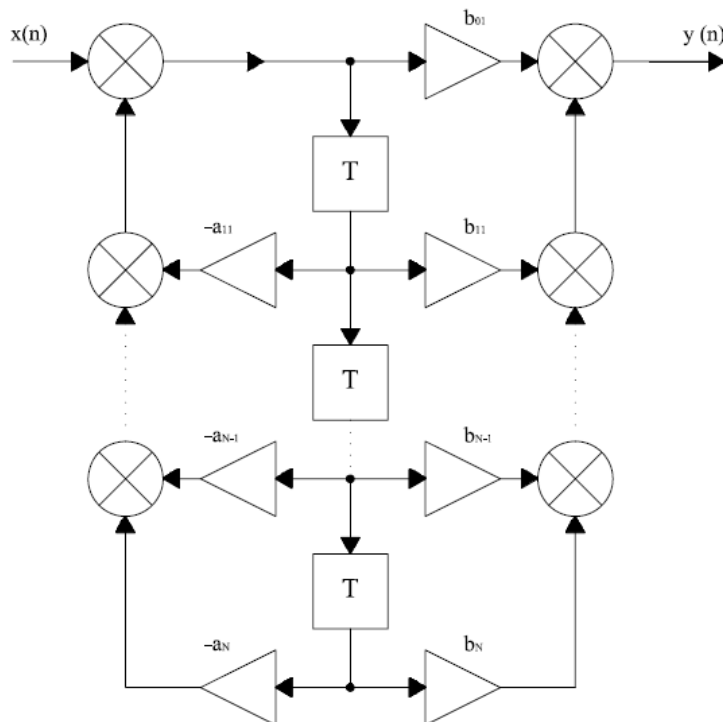 x(n)
b₀₁
y (n)
T
–a₁₁
b₁₁
T
–aN-1
bN-1
T
–aN
bN